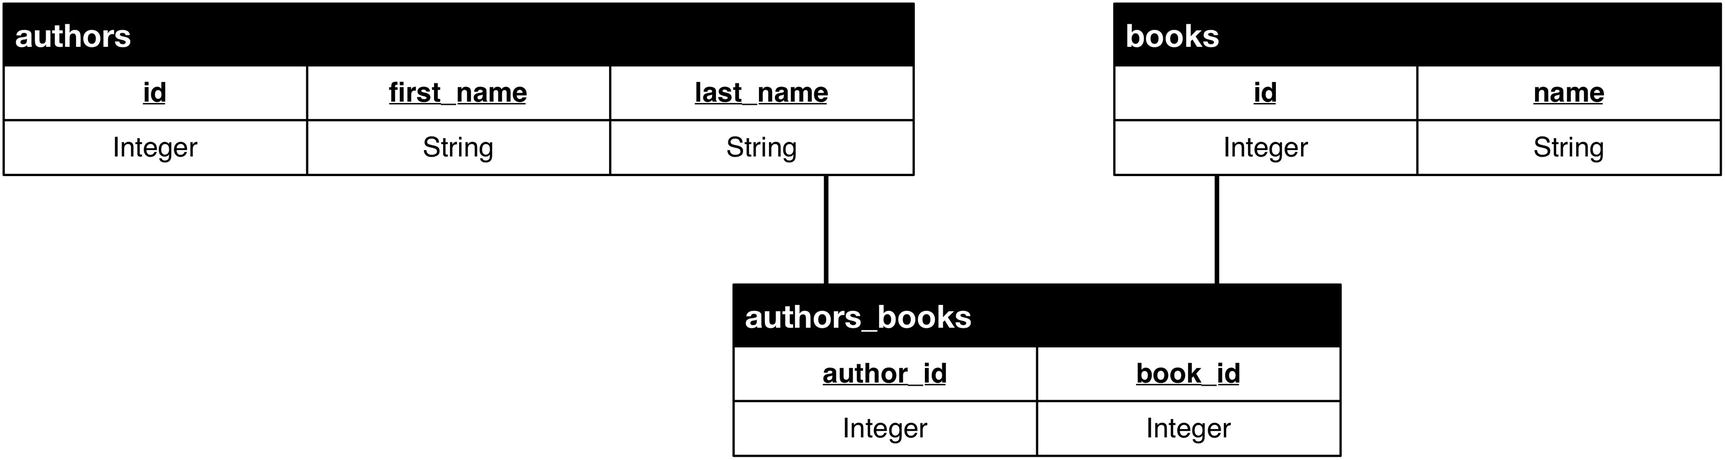 authors
id first_name last_name
Integer String String
books
id name
Integer String
authors_books
author_id book_id
Integer Integer